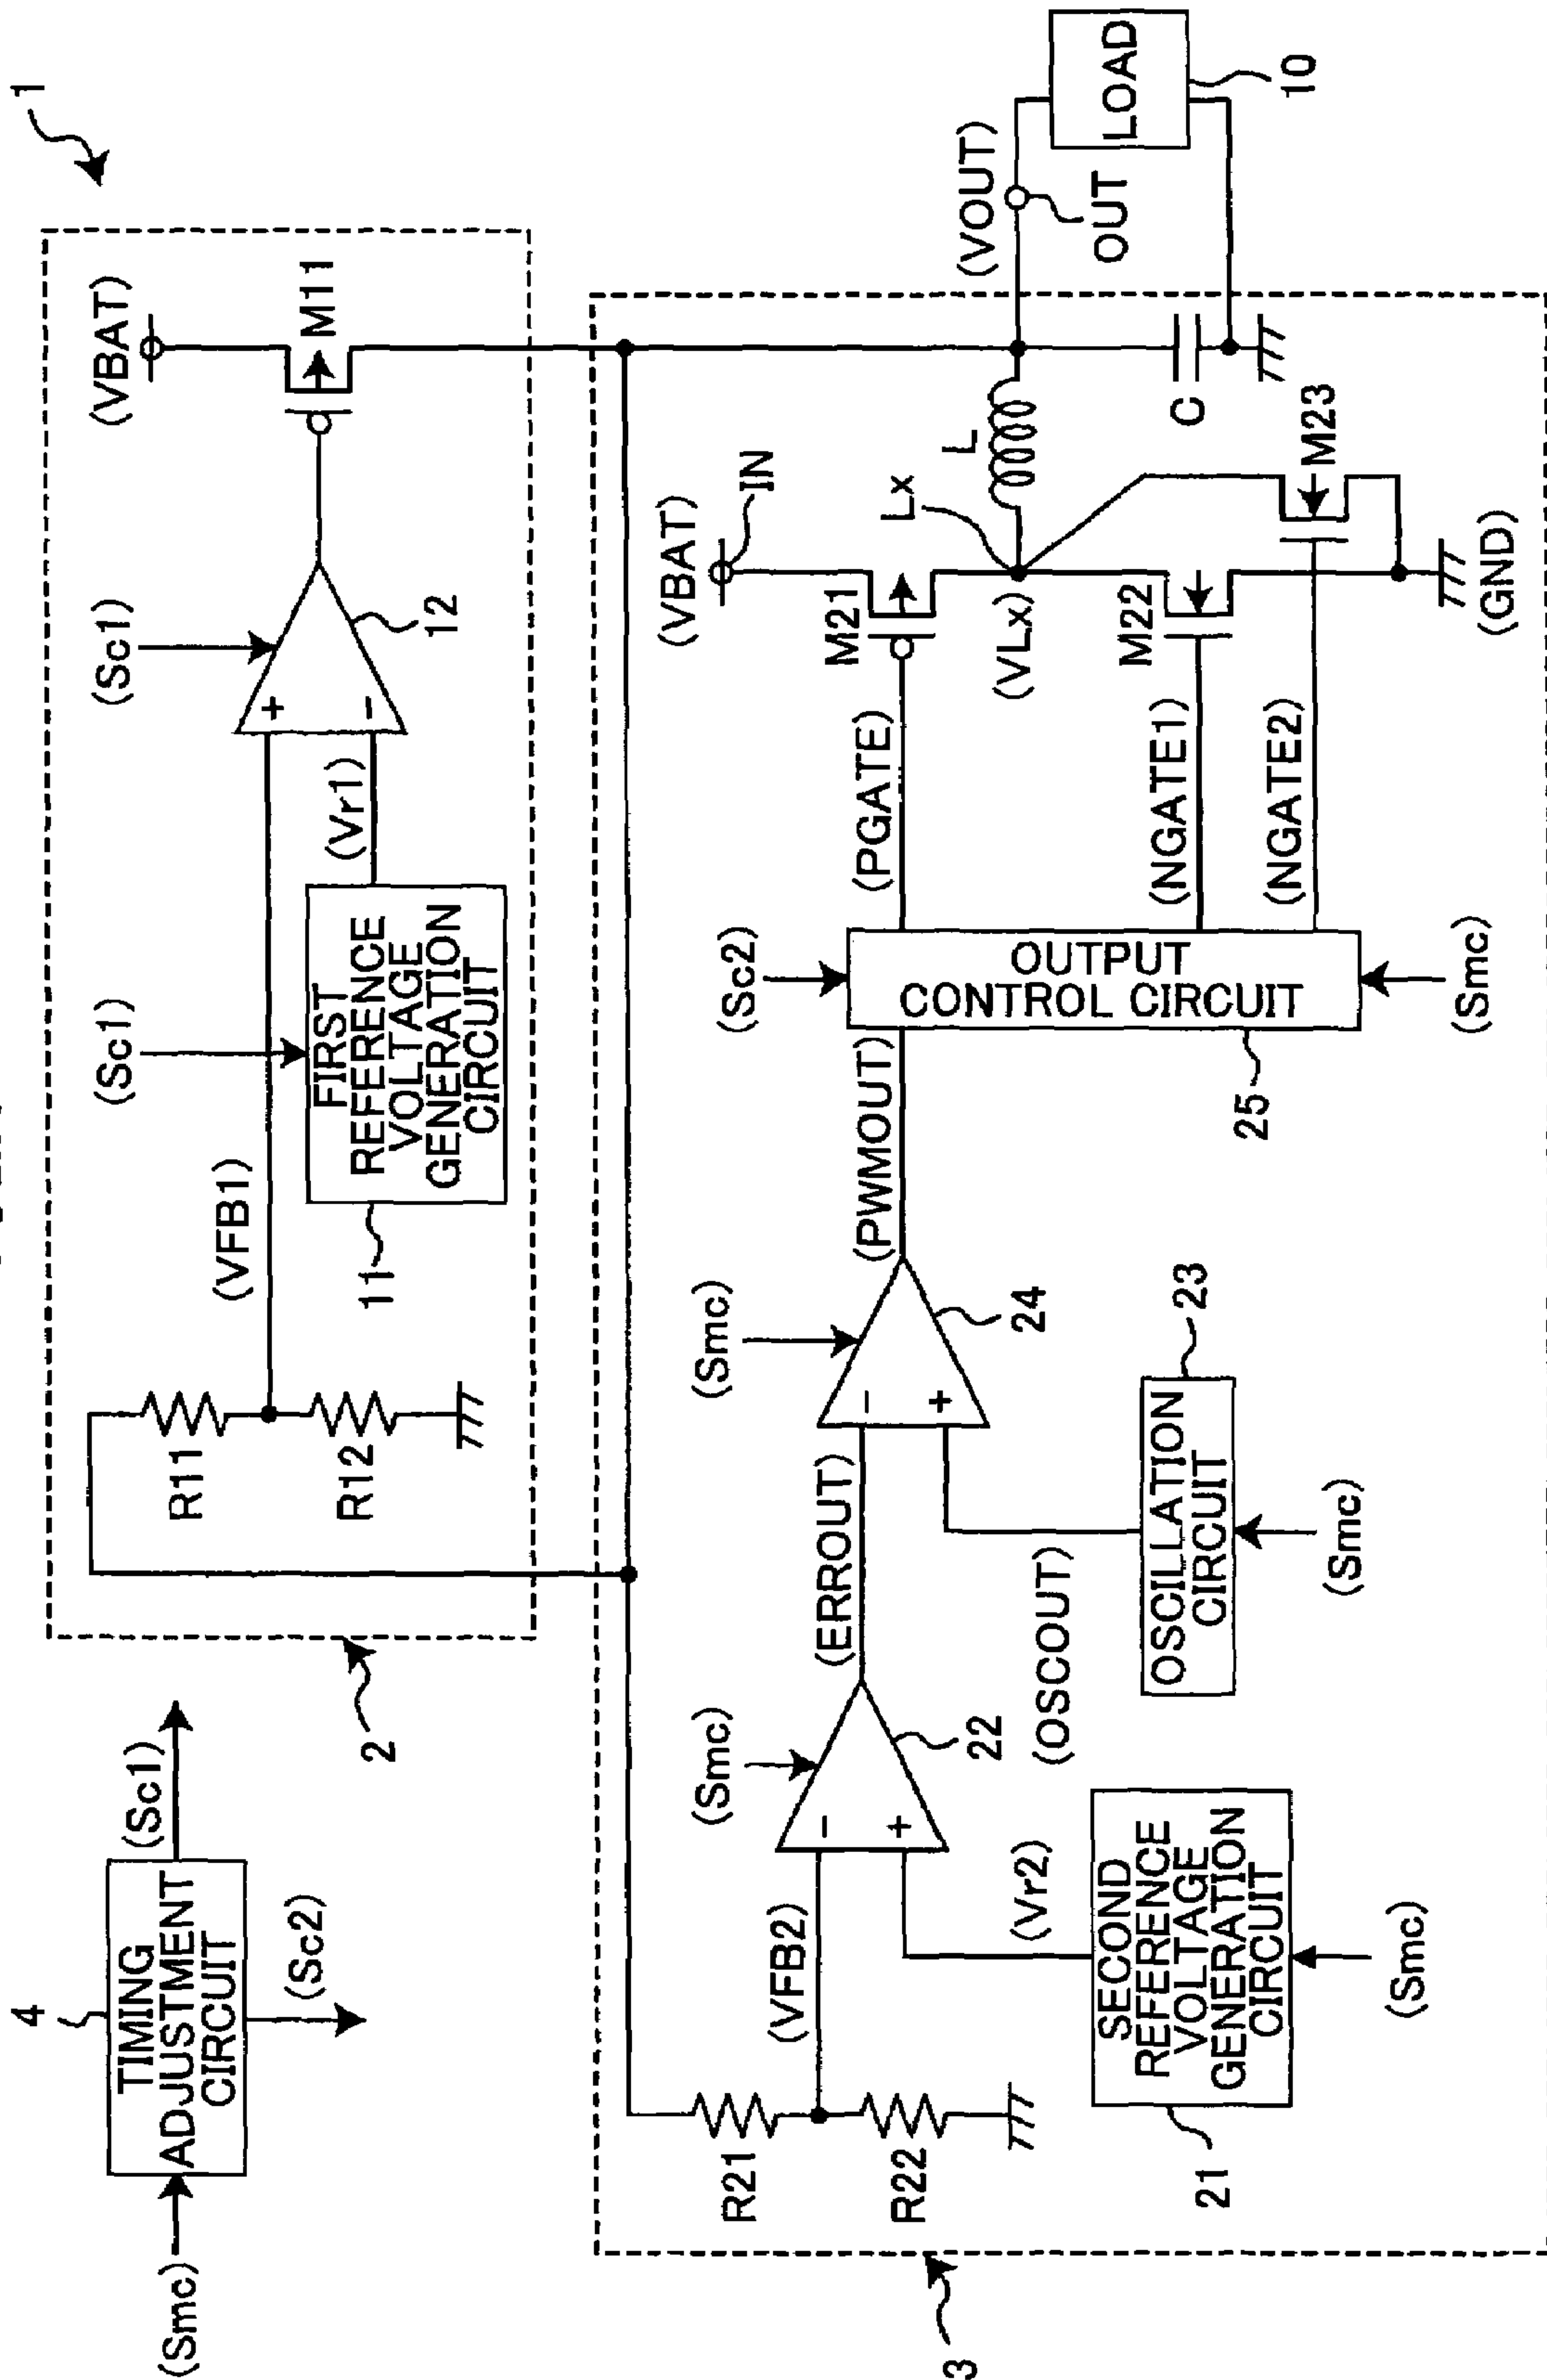 1
(Smc)
4
TIMING
ADJUSTMENT
CIRCUIT
(Sc1)
(Sc2)
2
R11
R12
(VFB1)
(Sc1)
FIRST
REFERENCE
VOLTAGE
GENERATION
CIRCUIT
11
(Vr1)
(Sc1)
+
−
12
(VBAT)
M11
3
R21
R22
(VFB2)
SECOND
REFERENCE
VOLTAGE
GENERATION
CIRCUIT
21
(Smc)
(Vr2)
(Smc)
−
+
22
(ERROUT)
(OSCOUT)
OSCILLATION
CIRCUIT
23
(Smc)
(Smc)
−
+
24
(PWMOUT)
(Sc2)
OUTPUT
CONTROL CIRCUIT
25
(Smc)
(PGATE)
(NGATE1)
(NGATE2)
(VBAT)
IN
M21
(VLx)
Lx
M22
M23
(GND)
L
C
(VOUT)
OUT
LOAD
10